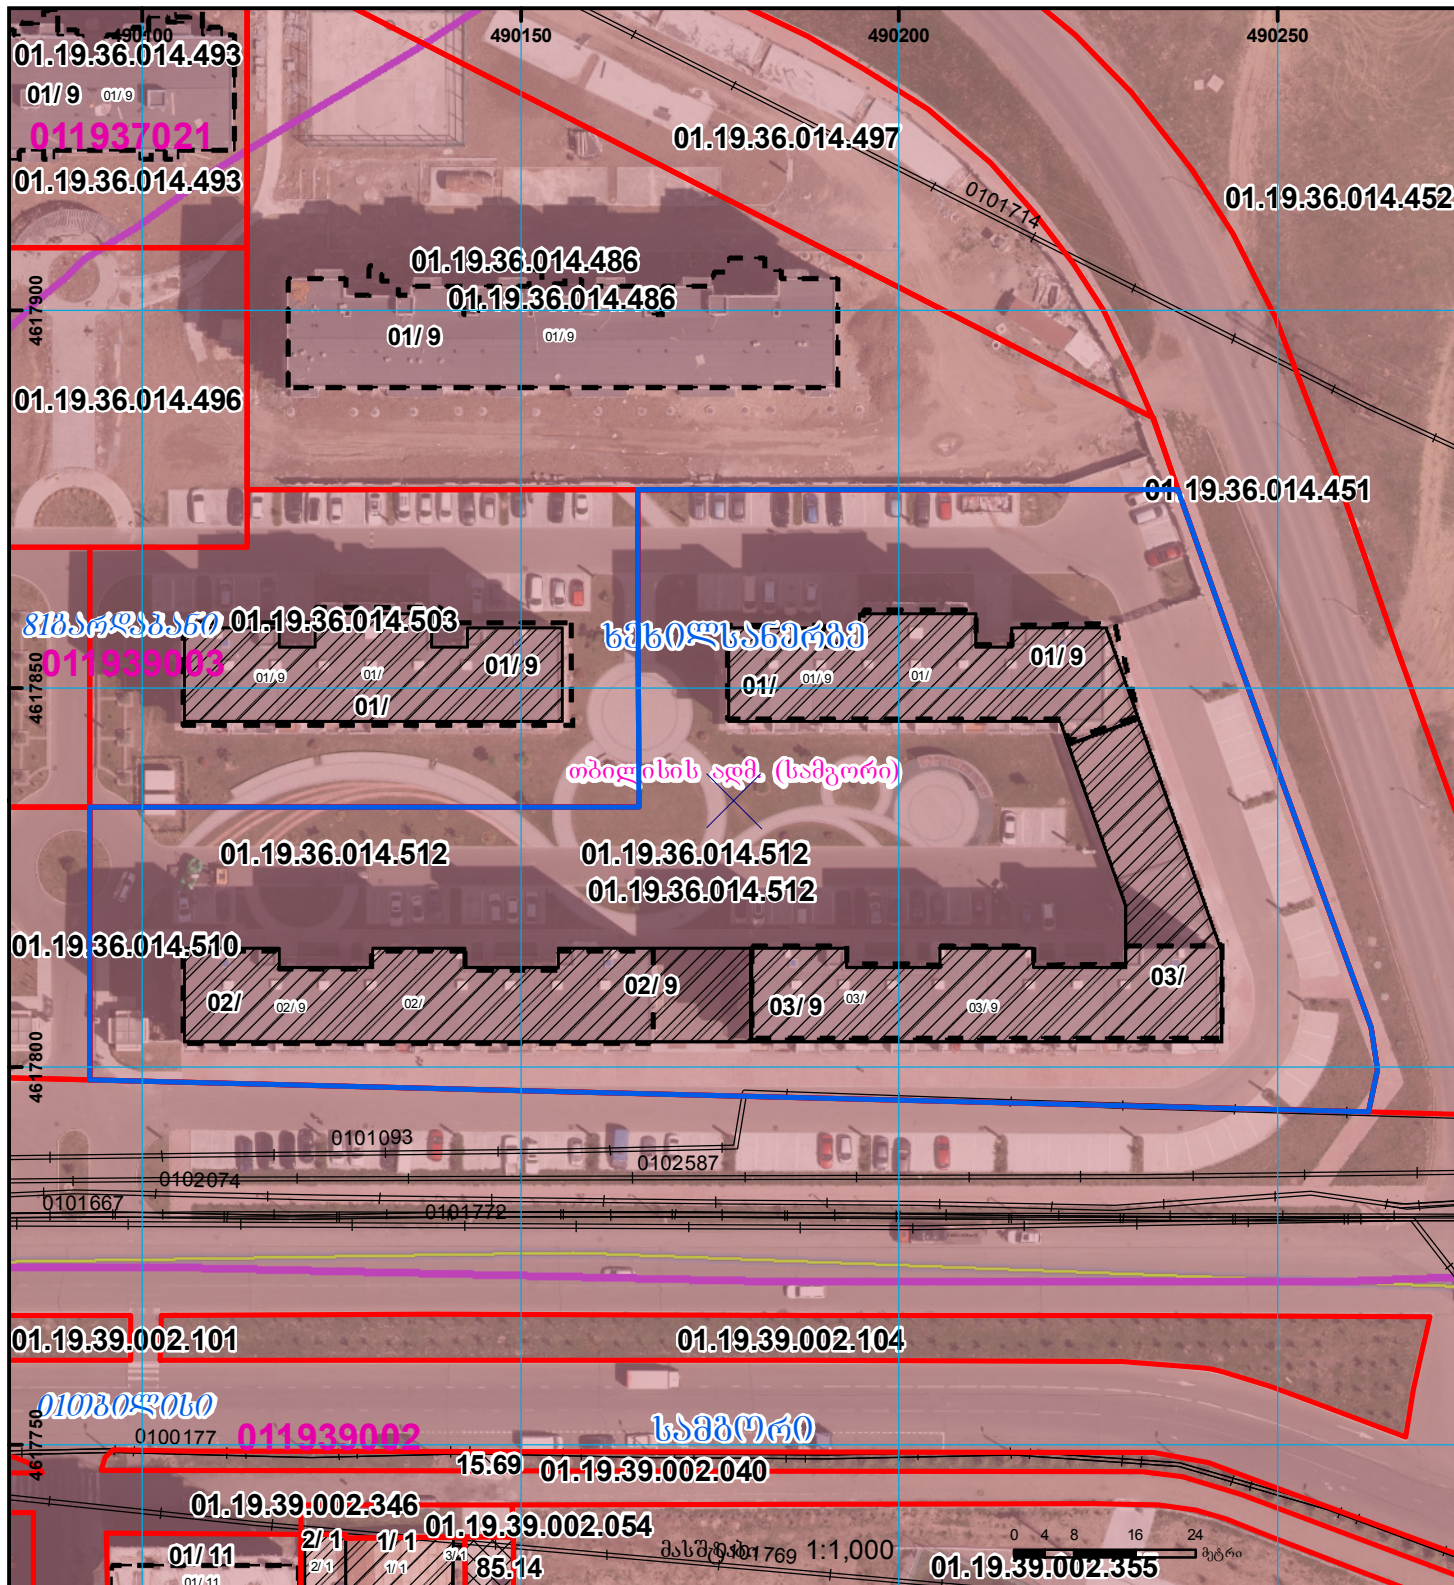 490100 490150 490200 490250
01.19.36.014.493
01/ 9 01/ 9
011937021
01.19.36.014.493
01.19.36.014.497
01.19.36.014.452
0101714
01.19.36.014.486
01.19.36.014.486
4617900
01/ 9 01/ 9
01.19.36.014.496
01.19.36.014.451
81გარდაბანი 01.19.36.014.503
011939003
4617850
01/ 9 01/ 01/ 9
01/
01/ 9
01/ 01/ 9 01/
თბილისის ადმ. (სამგორი)
01.19.36.014.512 01.19.36.014.512
01.19.36.014.512
01.19.36.014.510
02/ 02/ 9 02/ 02/ 9
03/ 9 03/ 03/ 9 03/
4617800
0101093
0102587
0102074
0101667
0101772
01.19.39.002.101 01.19.39.002.104
01თბილისი
011939002 სამგორი
0100177
4617750
15.69 01.19.39.002.040
01.19.39.002.346
01.19.39.002.054
2/ 1 1/ 1
01/ 11 2/ 1 1/ 1 3/ 1 85.14
01/ 11
მასშტაბი 1:1,000
0101769
0 4 8 16 24
მეტრი
01.19.39.002.355